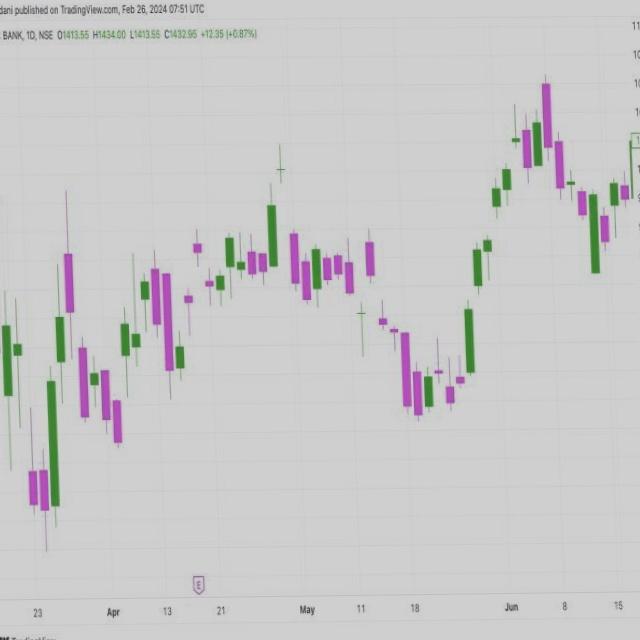 dani published on TradingView.com, Feb 26, 2024 07:51 UTC
BANK, 1D, NSE O1413.55 H1434.00 L1413.55 C1432.95 +12.35 (+0.87%)
E
23 Apr 13 21 May 11 18 Jun 8 15